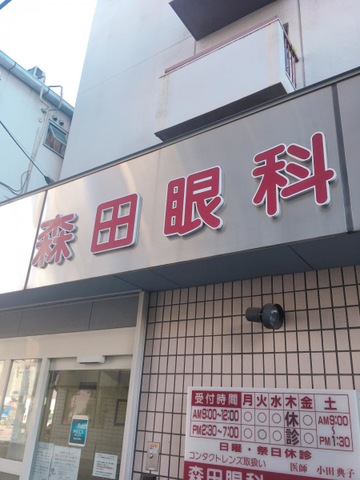 森田眼科
受付時間 月 火 水 木 金 土
AM9:00~12:00 ○ ○ ○ 休診 ○ AM9:00~PM1:30
PM2:30~7:00 ○ ○ ○ ○
日曜・祭日休診
コンタクトレンズ取扱い 医師 小田典子
森田眼科